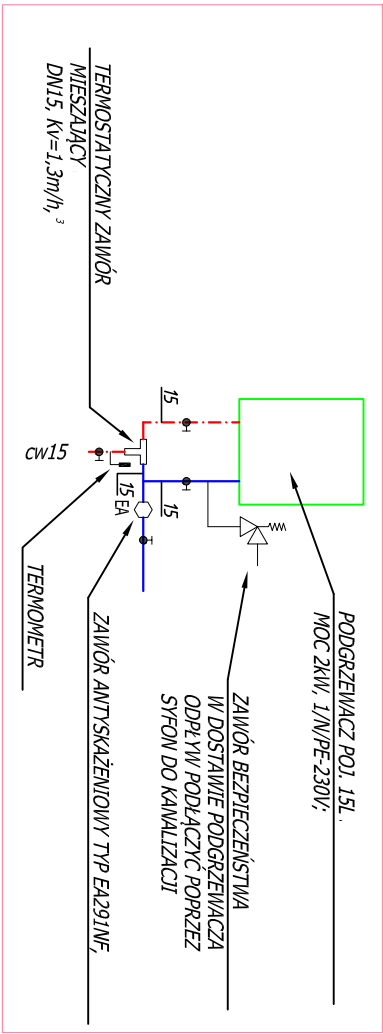 PODGRZEWACZ POJ. 15L.
MOC 2kW, 1/N/PE-230V;
ZAWÓR BEZPIECZEŃSTWA
W DOSTAWIE PODGRZEWACZA
ODPŁYW PODŁĄCZYĆ POPRZEZ
SYFON DO KANALIZACJI
15
15
15 EA
cw15
TERMOSTATYCZNY ZAWÓR
MIESZAJĄCY
DN15, Kv=1,3m/h, ³
ZAWÓR ANTYSKAŻENIOWY TYP EA291NF,
TERMOMETR